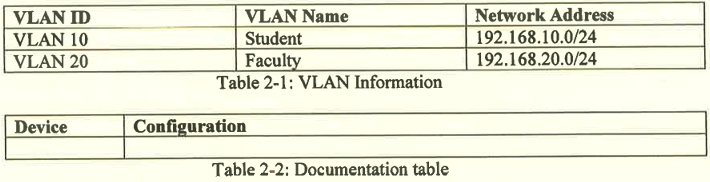 VLAN ID VLAN Name Network Address
VLAN 10 Student 192.168.10.0/24
VLAN 20 Faculty 192.168.20.0/24
Table 2-1: VLAN Information
Device Configuration
Table 2-2: Documentation table